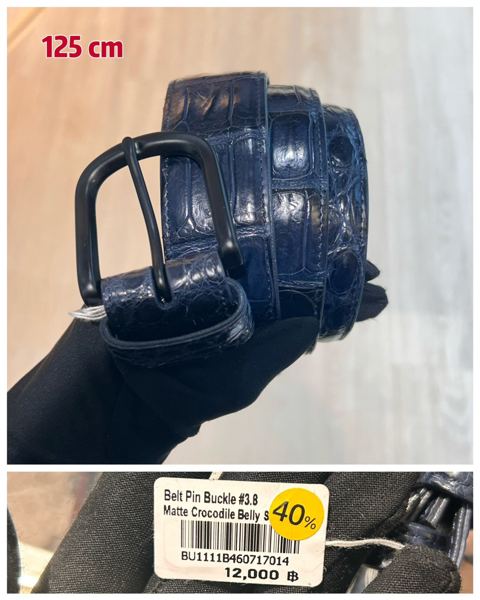 125 cm
Belt Pin Buckle #3.8
Matte Crocodile Belly
40%
BU1111B460717014
12,000 ฿